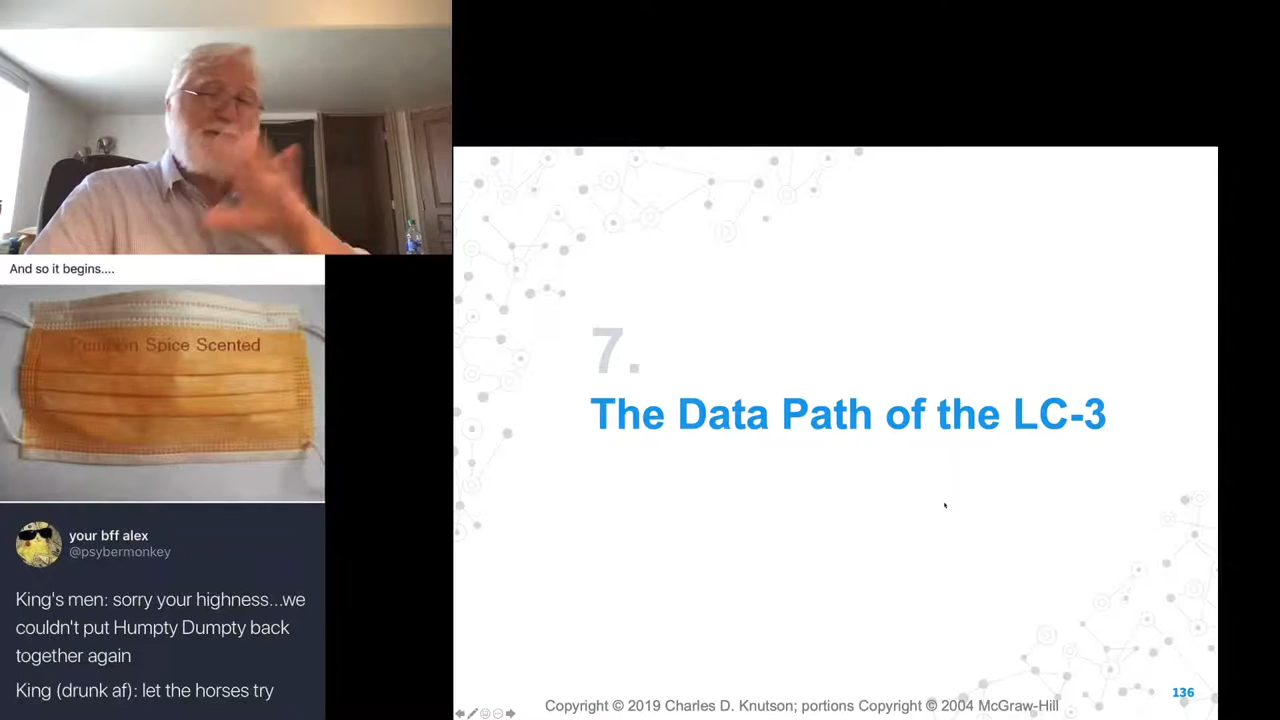 And so it begins....
Pumpkin Spice Scented
your bff alex
@psybermonkey
King's men: sorry your highness...we
couldn't put Humpty Dumpty back
together again
King (drunk af): let the horses try
7.
The Data Path of the LC-3
136
Copyright © 2019 Charles D. Knutson; portions Copyright © 2004 McGraw-Hill